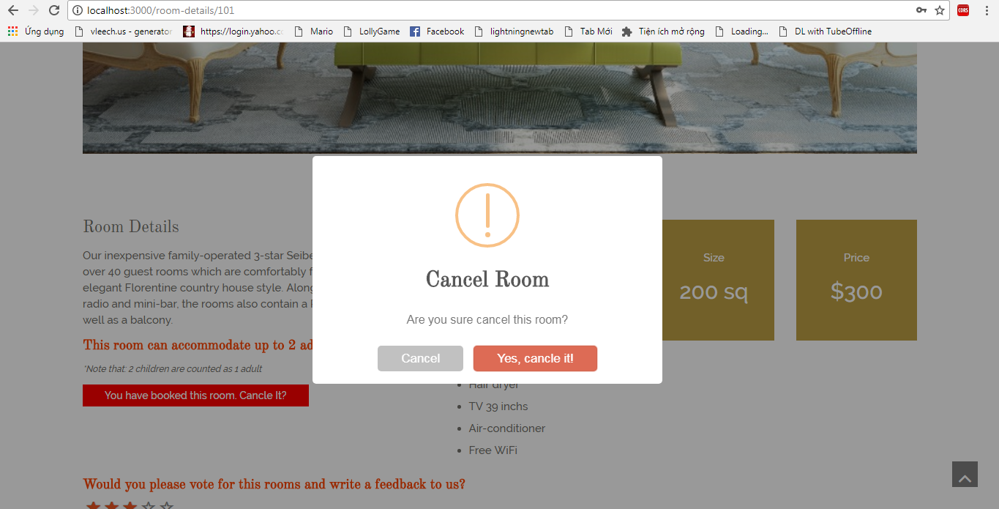 localhost:3000/room-details/101
CORS
Ứng dụng
vleech.us - generator
https://login.yahoo.cc
Mario
LollyGame
Facebook
lightningnewtab
Tab Mới
Tiện ích mở rộng
Loading...
DL with TubeOffline
Room Details
Our inexpensive family-operated 3-star Seibe
over 40 guest rooms which are comfortably f
elegant Florentine country house style. Along
radio and mini-bar, the rooms also contain a
well as a balcony.
This room can accommodate up to 2 ad
*Note that: 2 children are counted as 1 adult
You have booked this room. Cancle It?
Cancel Room
Are you sure cancel this room?
Cancel
Yes, cancle it!
Size
200 sq
Price
$300
Hair dryer
TV 39 inchs
Air-conditioner
Free WiFi
Would you please vote for this rooms and write a feedback to us?